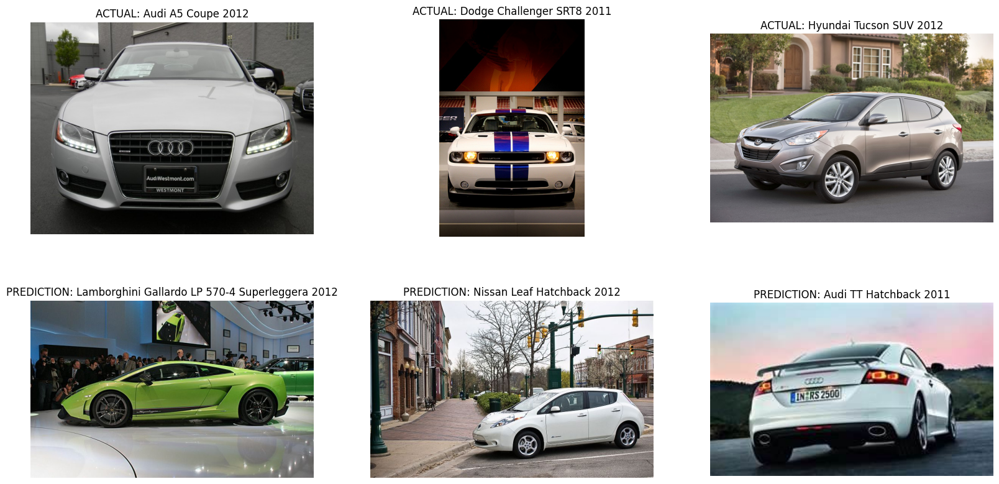 ACTUAL: Audi A5 Coupe 2012
ACTUAL: Dodge Challenger SRT8 2011
ACTUAL: Hyundai Tucson SUV 2012
AudiWestmont.com
WESTMONT
PREDICTION: Lamborghini Gallardo LP 570-4 Superleggera 2012
PREDICTION: Nissan Leaf Hatchback 2012
PREDICTION: Audi TT Hatchback 2011
Superleggera
IN RS 2500